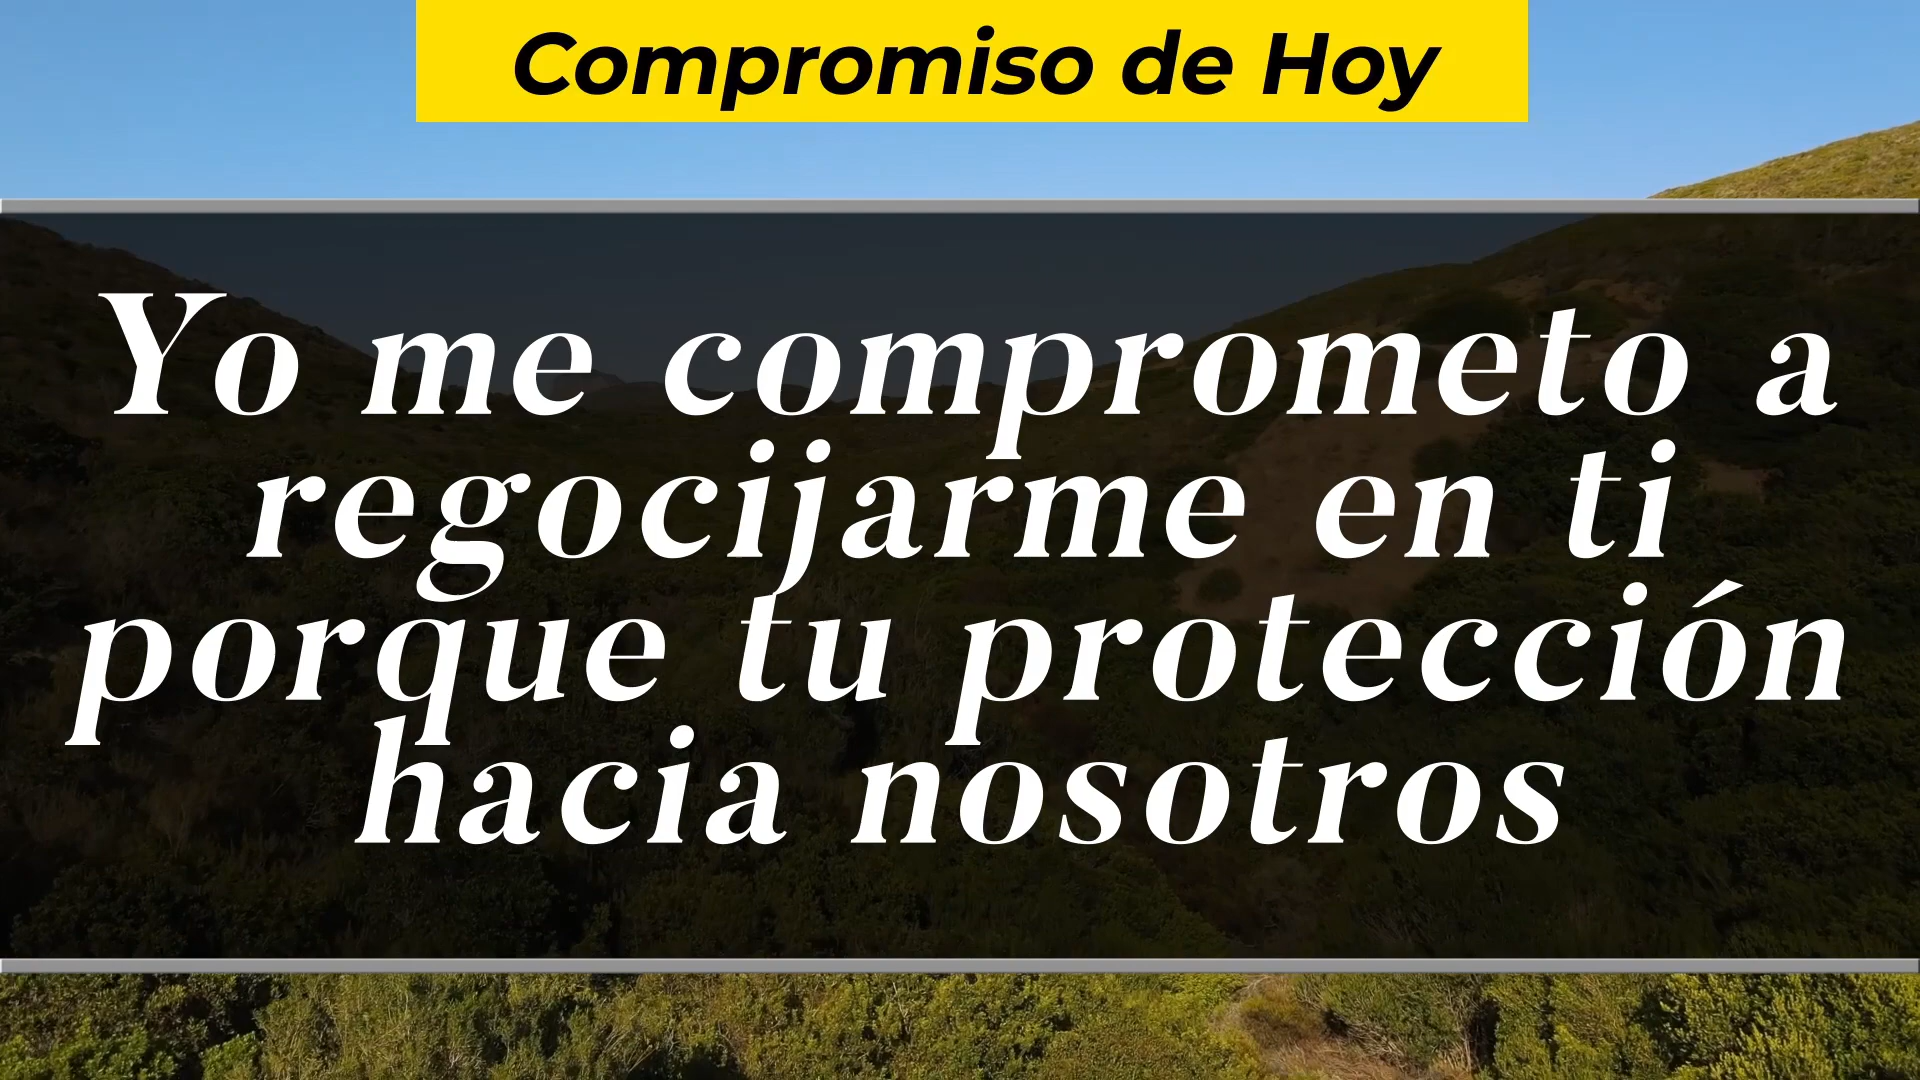 Compromiso de Hoy
Yo me comprometo a
regocijarme en ti
porque tu protección
hacia nosotros